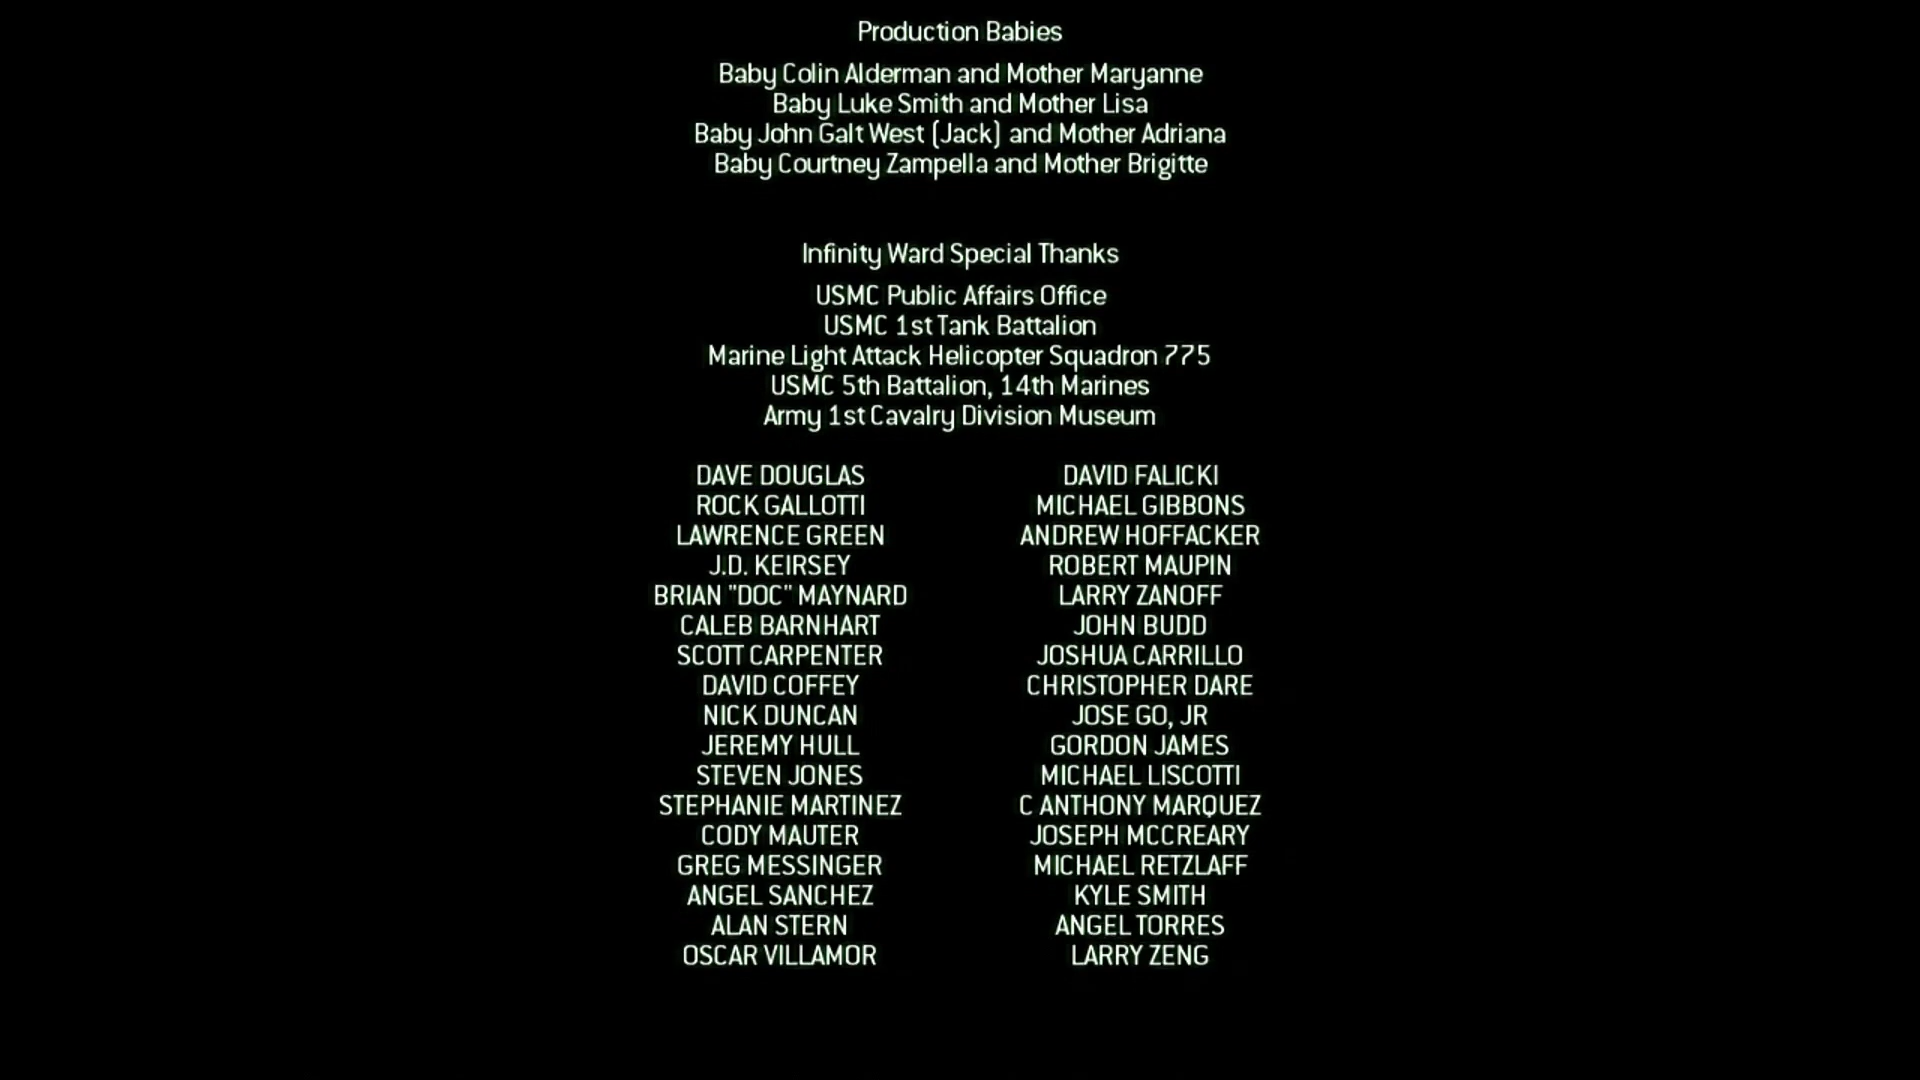 Production Babies
Baby Colin Alderman and Mother Maryanne
Baby Luke Smith and Mother Lisa
Baby John Galt West (Jack) and Mother Adriana
Baby Courtney Zampella and Mother Brigitte
Infinity Ward Special Thanks
USMC Public Affairs Office
USMC 1st Tank Battalion
Marine Light Attack Helicopter Squadron 775
USMC 5th Battalion, 14th Marines
Army 1st Cavalry Division Museum
DAVE DOUGLAS DAVID FALICKI
ROCK GALLOTTI MICHAEL GIBBONS
LAWRENCE GREEN ANDREW HOFFACKER
J.D. KEIRSEY ROBERT MAUPIN
BRIAN "DOC" MAYNARD LARRY ZANOFF
CALEB BARNHART JOHN BUDD
SCOTT CARPENTER JOSHUA CARRILLO
DAVID COFFEY CHRISTOPHER DARE
NICK DUNCAN JOSE GO, JR
JEREMY HULL GORDON JAMES
STEVEN JONES MICHAEL LISCOTTI
STEPHANIE MARTINEZ C ANTHONY MARQUEZ
CODY MAUTER JOSEPH MCCREARY
GREG MESSINGER MICHAEL RETZLAFF
ANGEL SANCHEZ KYLE SMITH
ALAN STERN ANGEL TORRES
OSCAR VILLAMOR LARRY ZENG